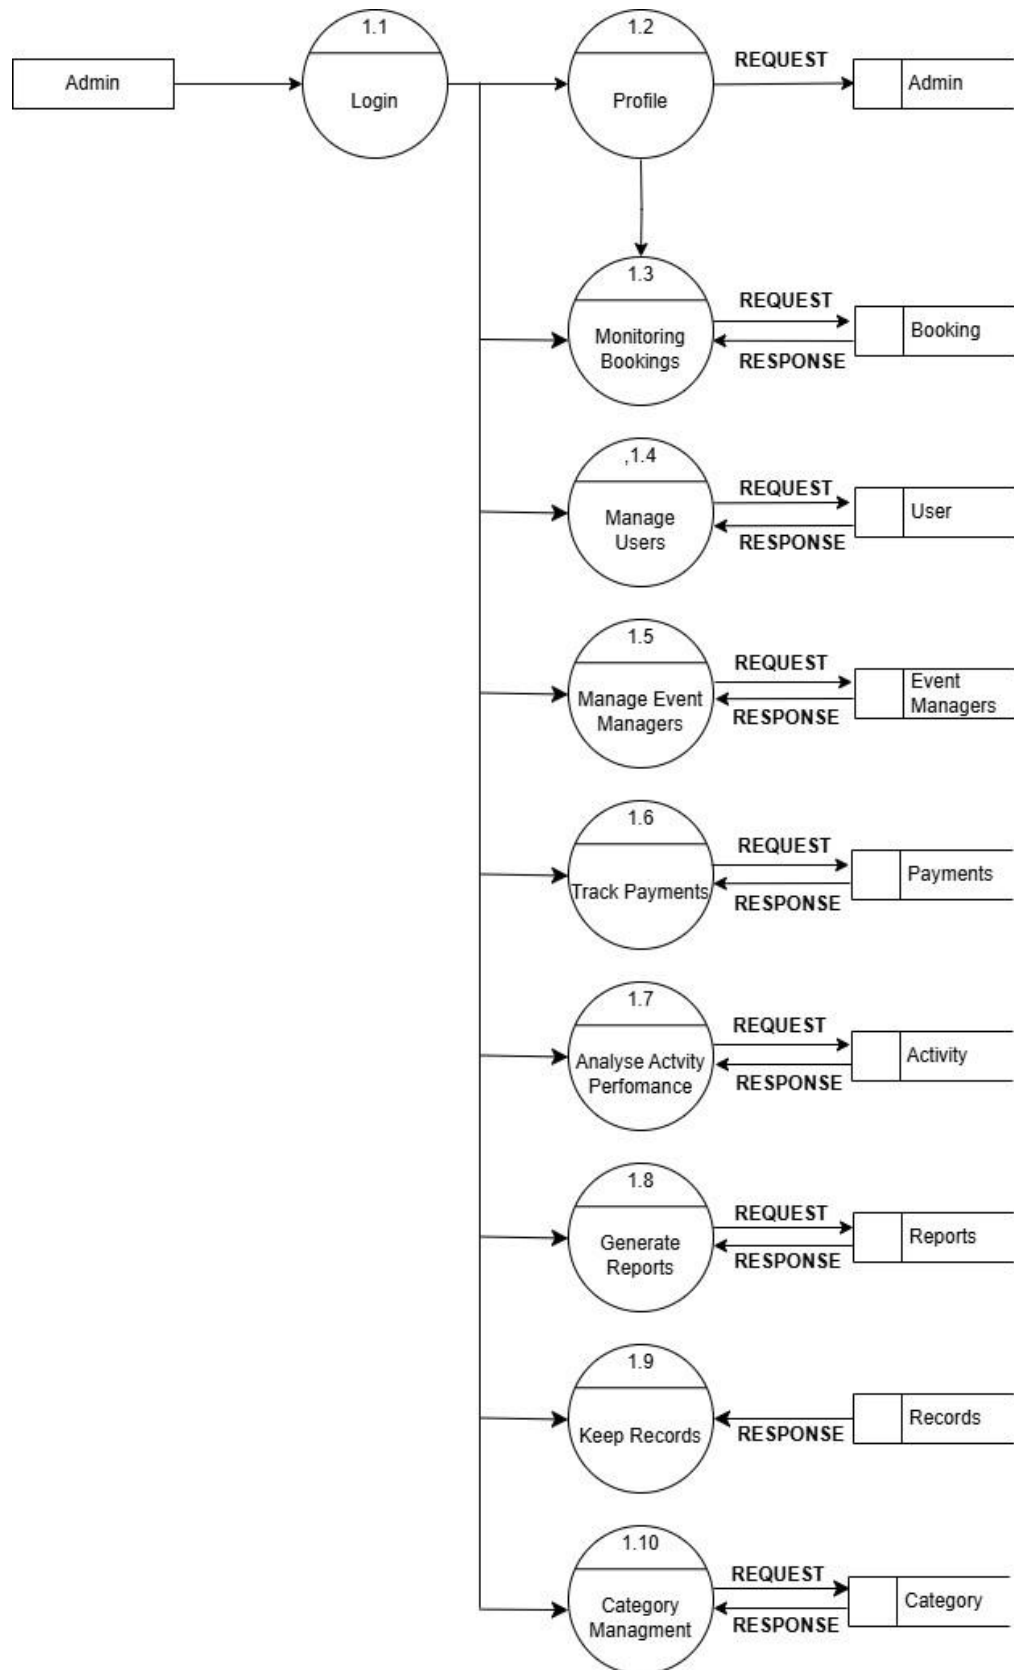 1.1
1.2
REQUEST
Admin
Login
Profile
Admin
1.3
REQUEST
Monitoring
Bookings
Booking
RESPONSE
,1.4
REQUEST
Manage
Users
User
RESPONSE
1.5
REQUEST
Manage Event
Managers
Event
Managers
RESPONSE
1.6
REQUEST
Track Payments
Payments
RESPONSE
1.7
REQUEST
Analyse Actvity
Perfomance
Activity
RESPONSE
1.8
REQUEST
Generate
Reports
Reports
RESPONSE
1.9
Keep Records
Records
RESPONSE
1.10
REQUEST
Category
Managment
Category
RESPONSE